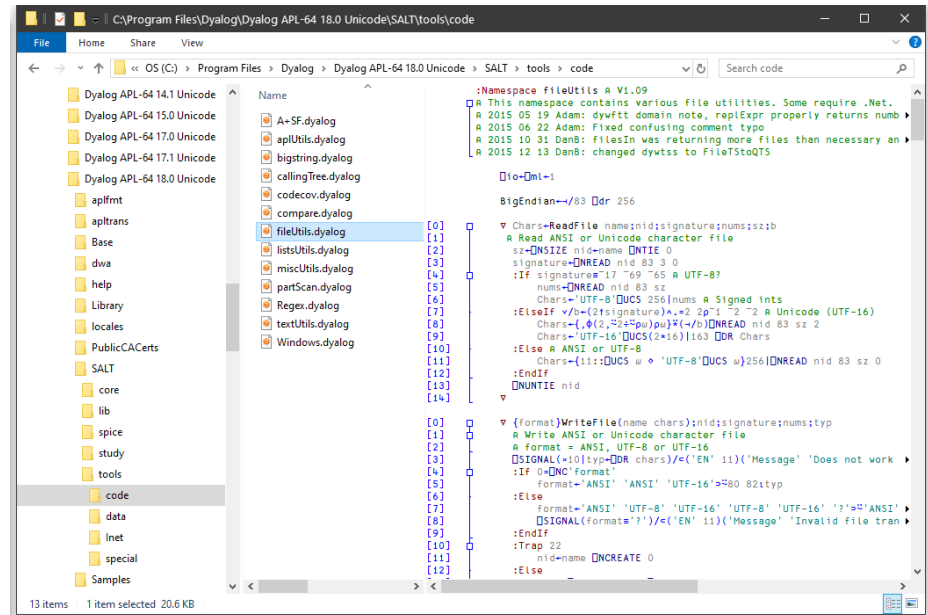 C:\Program Files\Dyalog\Dyalog APL-64 18.0 Unicode\SALT\tools\code
File Home Share View
« OS (C:) › Program Files › Dyalog › Dyalog APL-64 18.0 Unicode › SALT › tools › code
Search code
Dyalog APL-64 14.1 Unicode
Dyalog APL-64 15.0 Unicode
Dyalog APL-64 17.0 Unicode
Dyalog APL-64 17.1 Unicode
Dyalog APL-64 18.0 Unicode
aplfmt
apltrans
Base
dwa
help
Library
locales
PublicCACerts
SALT
core
lib
spice
study
tools
code
data
Inet
special
Samples
Name
A+SF.dyalog
aplUtils.dyalog
bigstring.dyalog
callingTree.dyalog
codecov.dyalog
compare.dyalog
fileUtils.dyalog
listsUtils.dyalog
miscUtils.dyalog
partScan.dyalog
Regex.dyalog
textUtils.dyalog
Windows.dyalog
:Namespace fileUtils ⍝ V1.09
⍝ This namespace contains various file utilities. Some require .Net.
⍝ 2015 05 19 Adam: dywftt domain note, replExpr properly returns numb
⍝ 2015 06 22 Adam: Fixed confusing comment typo
⍝ 2015 10 31 DanB: filesIn was returning more files than necessary an
⍝ 2015 12 13 DanB: changed dywtss to FileTStoQTS
⎕io←⎕ml←1
BigEndian←⊣/83 ⎕dr 256
[0] ∇ Chars←ReadFile name;nid;signature;nums;sz;b
[1] ⍝ Read ANSI or Unicode character file
[2] sz←⎕NSIZE nid←name ⎕NTIE 0
[3] signature←⎕NREAD nid 83 3 0
[4] :If signature≡¯17 ¯69 ¯65 ⍝ UTF-8?
[5] nums←⎕NREAD nid 83 sz
[6] Chars←'UTF-8'⎕UCS 256|nums ⍝ Signed ints
[7] :ElseIf ∨/b←(2↑signature)∧.=2 2⍴¯1 ¯2 ¯2 ⍝ Unicode (UTF-16)
[8] Chars←{,⌽(2,⍨2÷⍨⍴⍵)⍴⍵}⍣(⊣/b)⎕NREAD nid 83 sz 2
[9] Chars←'UTF-16'⎕UCS(2*16)|163 ⎕DR Chars
[10] :Else ⍝ ANSI or UTF-8
[11] Chars←{11::⎕UCS ⍵ ⋄ 'UTF-8'⎕UCS ⍵}256|⎕NREAD nid 83 sz 0
[12] :EndIf
[13] ⎕NUNTIE nid
[14] ∇
[0] ∇ {format}WriteFile(name chars);nid;signature;nums;typ
[1] ⍝ Write ANSI or Unicode character file
[2] ⍝ format = ANSI, UTF-8 or UTF-16
[3] ⎕SIGNAL(×10|typ←⎕DR chars)/⊂('EN' 11)('Message' 'Does not work
[4] :If 0=⎕NC'format'
[5] format←'ANSI' 'ANSI' 'UTF-16'⊃⍨80 82⍳typ
[6] :Else
[7] format←'ANSI' 'UTF-8' 'UTF-16' 'UTF-8' 'UTF-16' '?'⊃⍨'ANSI'
[8] ⎕SIGNAL(format≡'?')/⊂('EN' 11)('Message' 'Invalid file tran
[9] :EndIf
[10] :Trap 22
[11] nid←name ⎕NCREATE 0
[12] :Else
13 items 1 item selected 20.6 KB